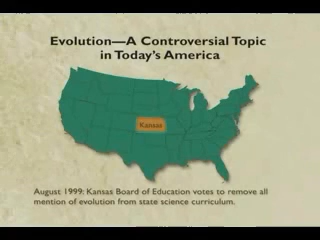 Evolution—A Controversial Topic
in Today's America
Kansas
August 1999: Kansas Board of Education votes to remove all
mention of evolution from state science curriculum.